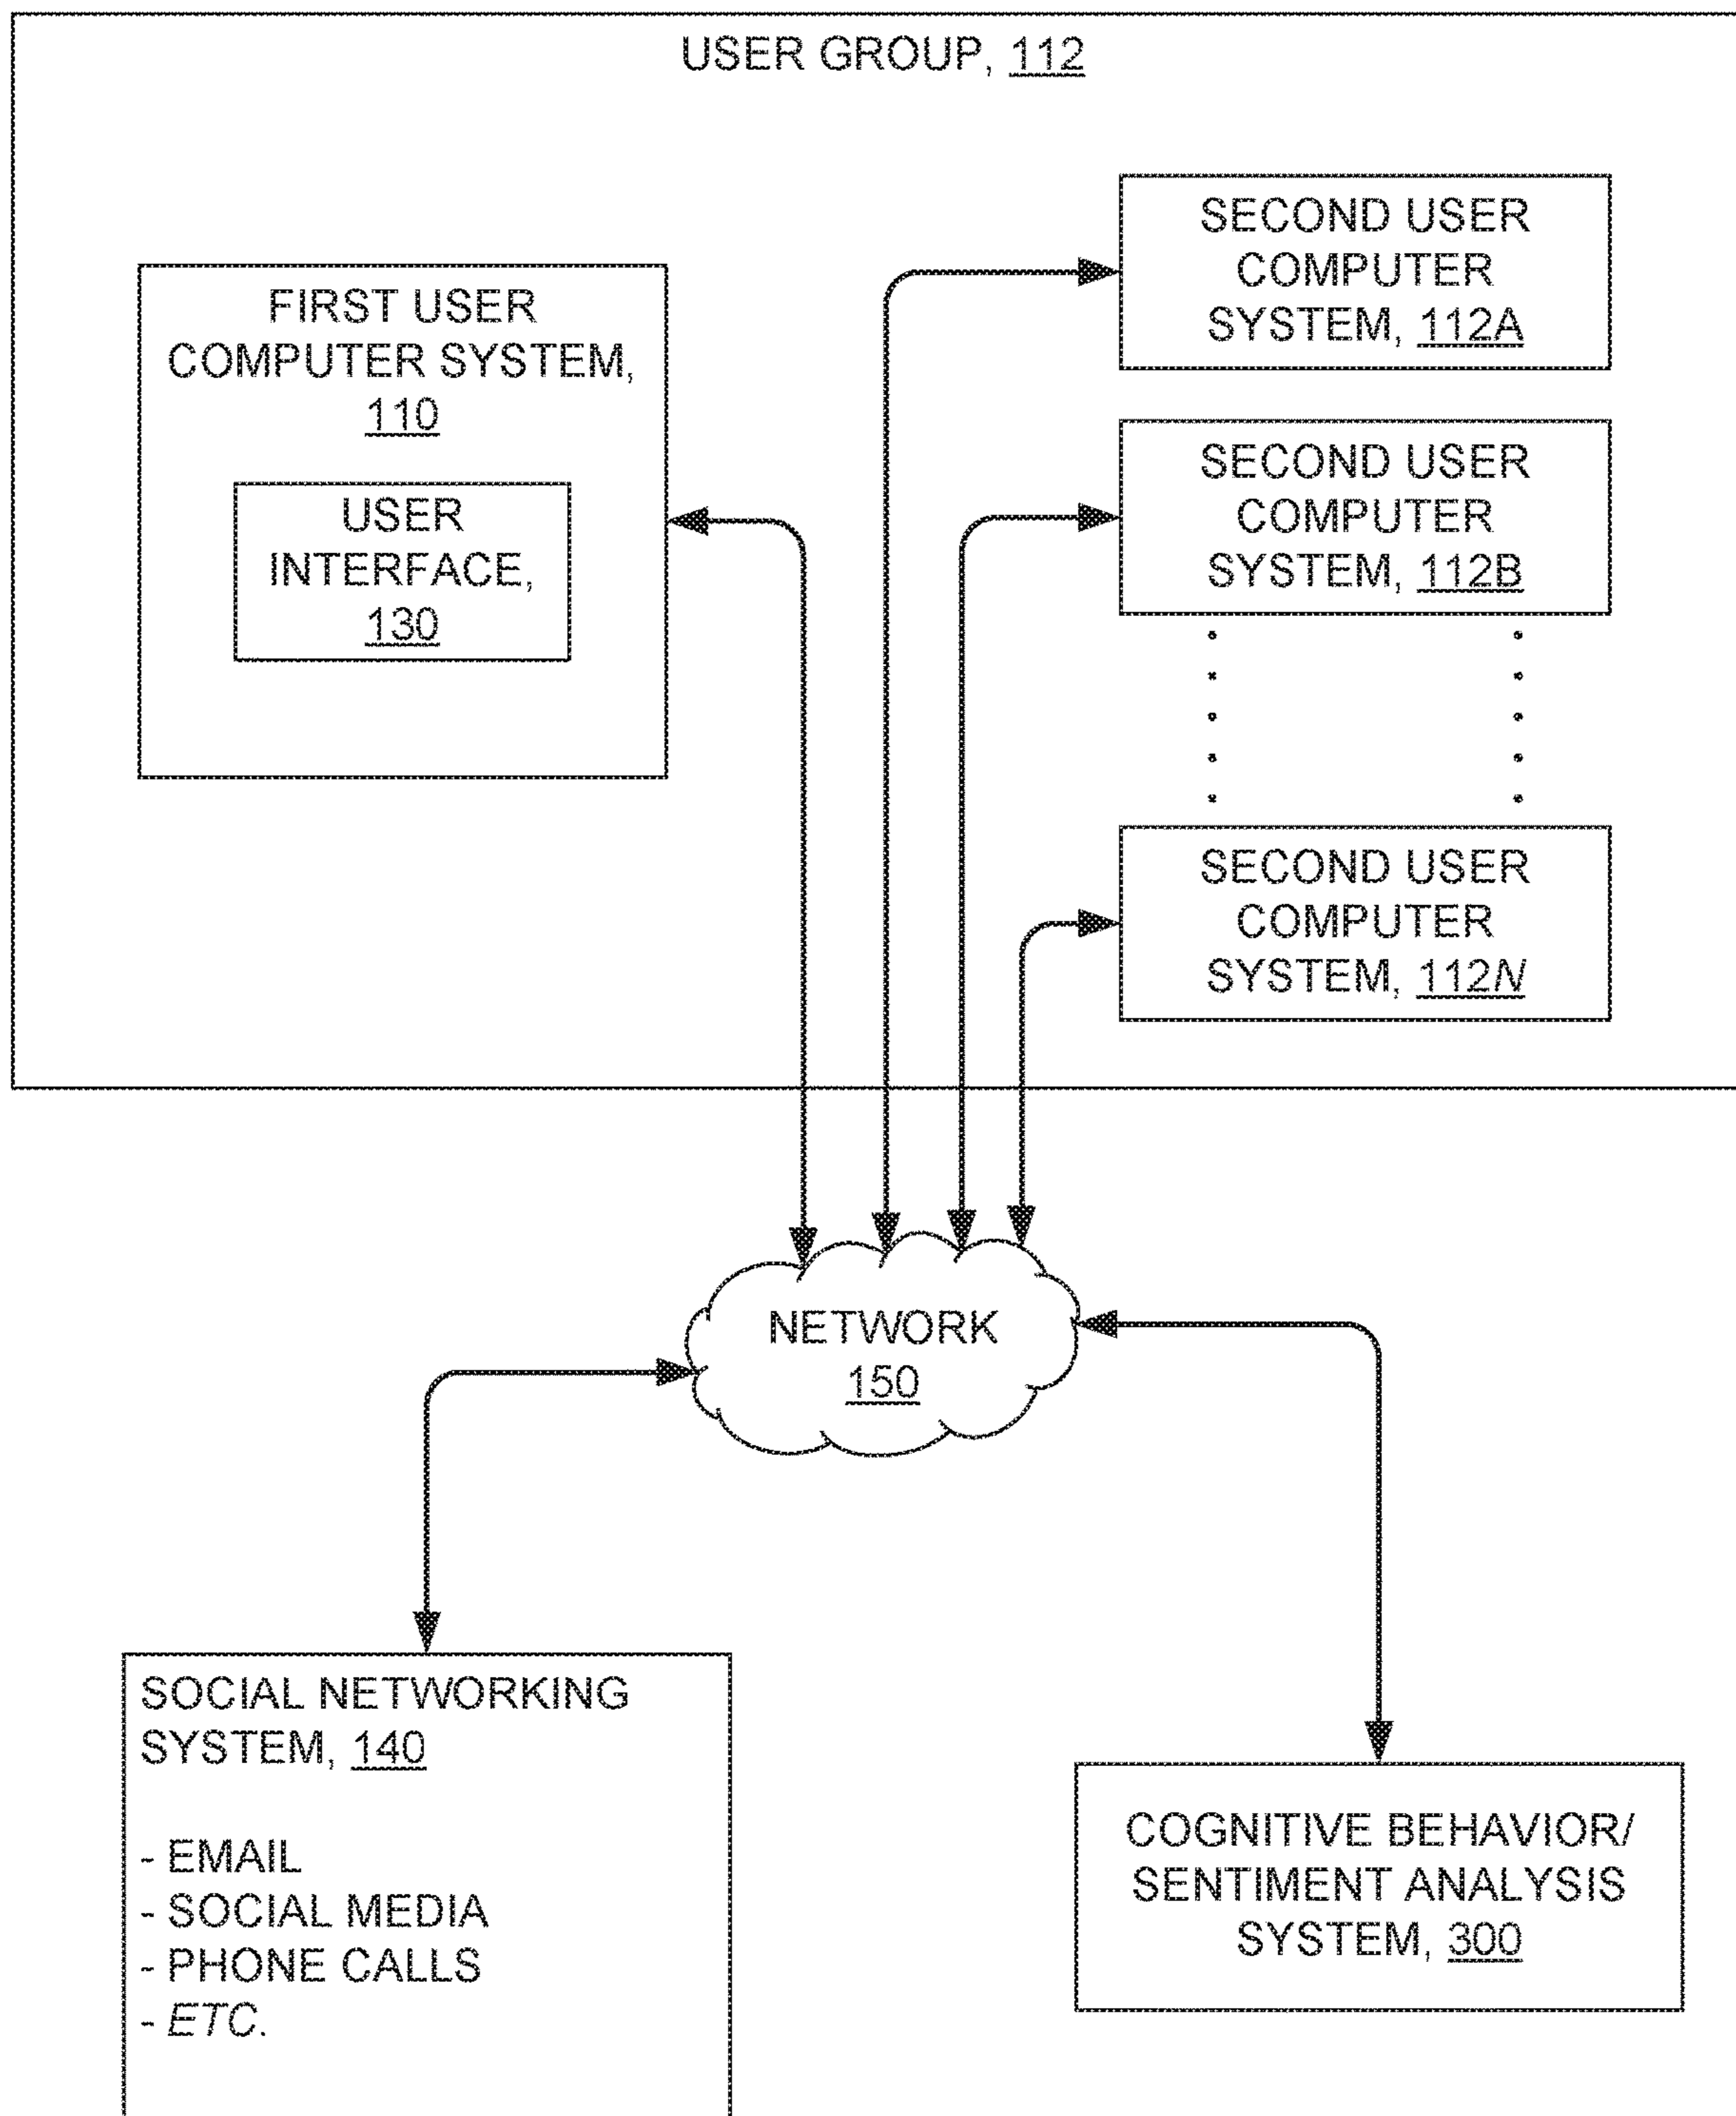 USER GROUP, 112
FIRST USER
COMPUTER SYSTEM,
110
USER
INTERFACE,
130
SECOND USER
COMPUTER
SYSTEM, 112A
SECOND USER
COMPUTER
SYSTEM, 112B
SECOND USER
COMPUTER
SYSTEM, 112N
NETWORK
150
SOCIAL NETWORKING
SYSTEM, 140
- EMAIL
- SOCIAL MEDIA
- PHONE CALLS
- ETC.
COGNITIVE BEHAVIOR/
SENTIMENT ANALYSIS
SYSTEM, 300